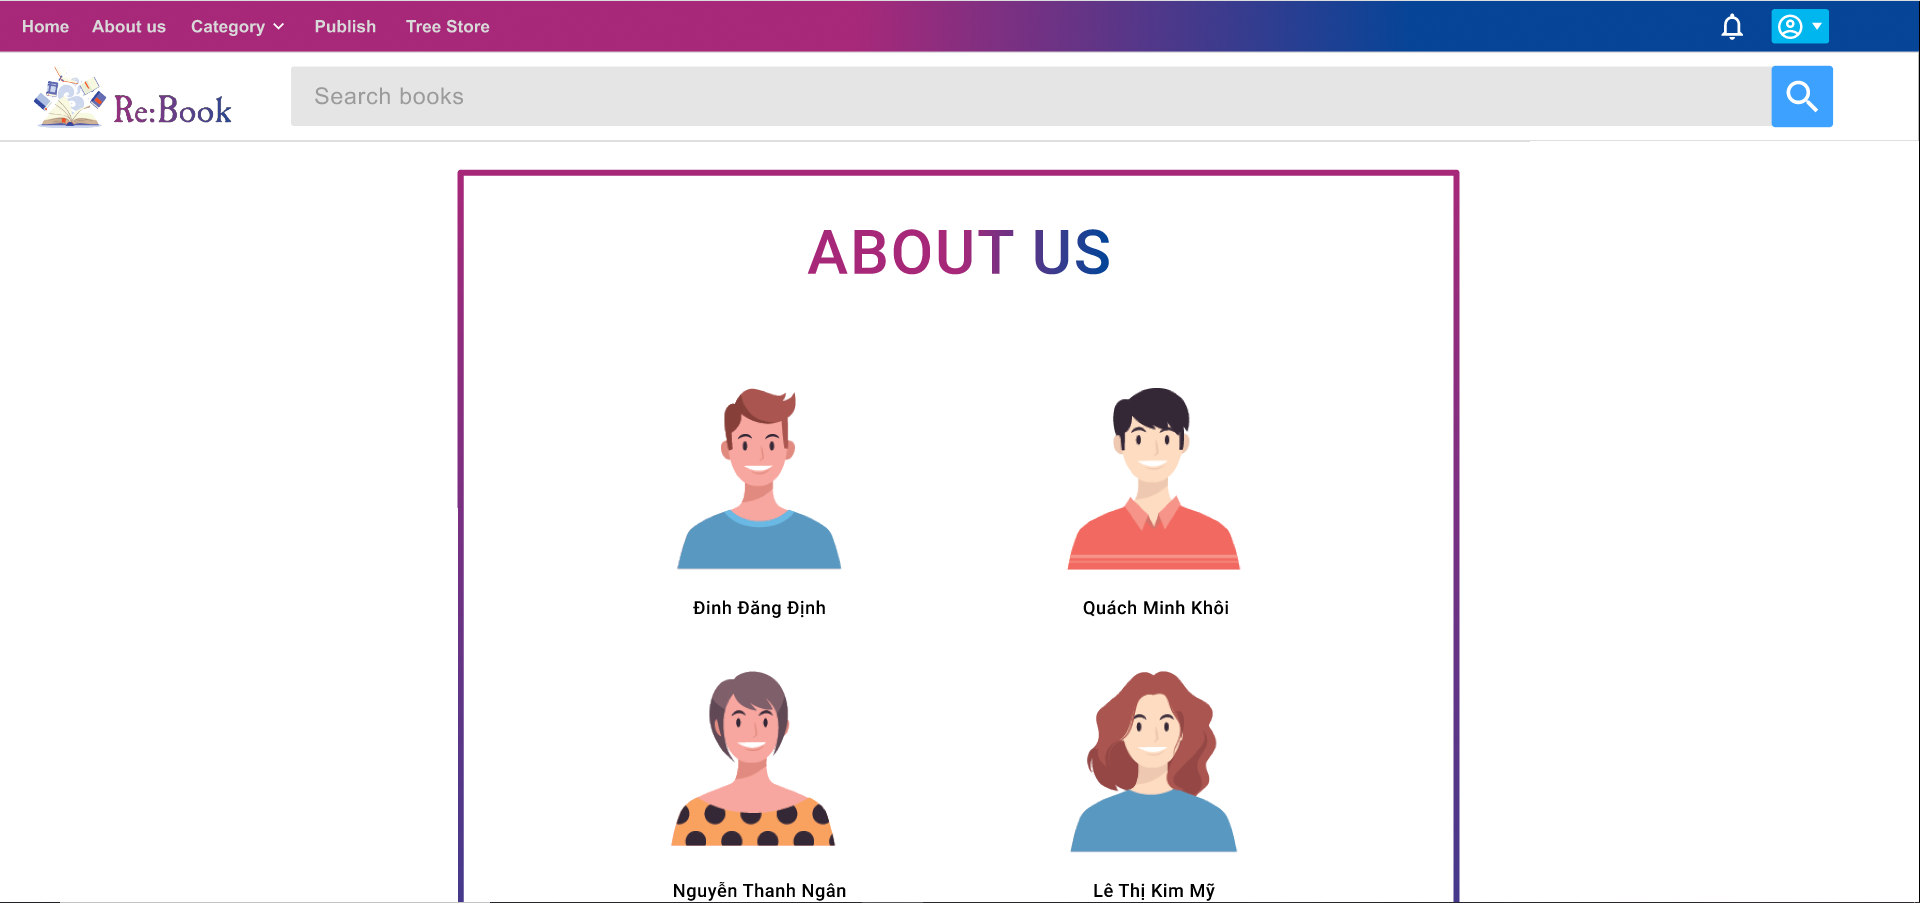 Home About us Category Publish Tree Store
Re:Book
Search books
ABOUT US
Đinh Đăng Định
Quách Minh Khôi
Nguyễn Thanh Ngân
Lê Thị Kim Mỹ